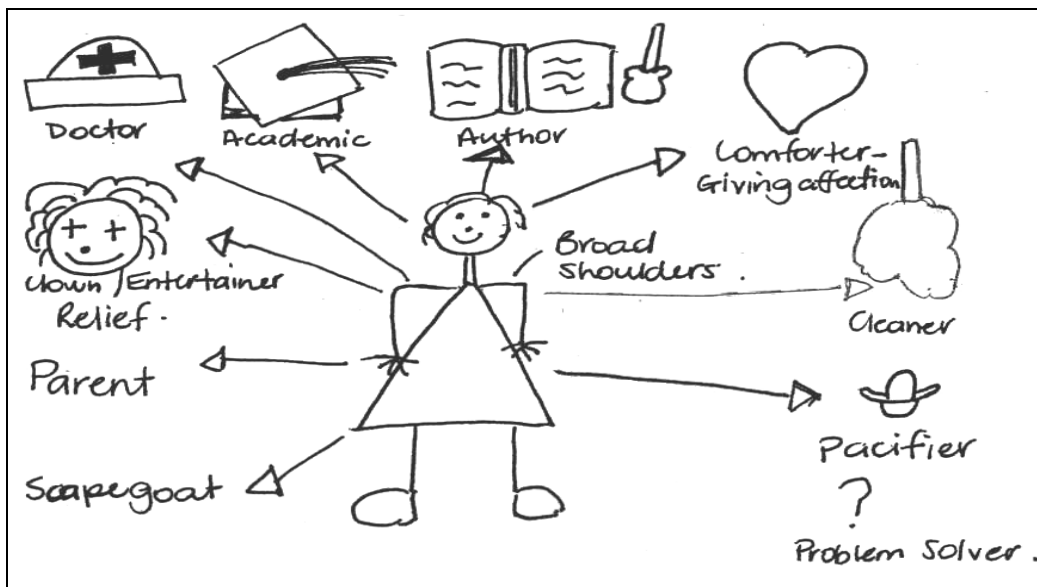 Doctor
Academic
Author
Comforter-
Giving affection
Clown/Entertainer
Relief.
Broad
shoulders.
Cleaner
Parent
Pacifier
Scapegoat
?
Problem Solver.